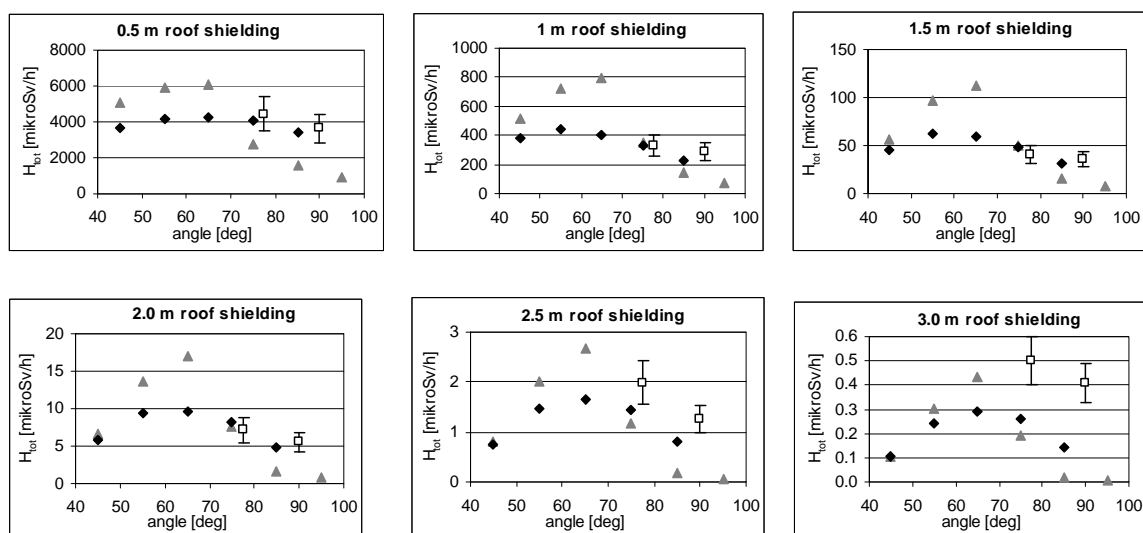 0.5 m roof shielding
H_tot [mikroSv/h]
8000
6000
4000
2000
0
40 50 60 70 80 90 100
angle [deg]
1 m roof shielding
H_tot [mikroSv/h]
1000
800
600
400
200
0
40 50 60 70 80 90 100
angle [deg]
1.5 m roof shielding
H_tot [mikroSv/h]
150
100
50
0
40 50 60 70 80 90 100
angle [deg]
2.0 m roof shielding
H_tot [mikroSv/h]
20
15
10
5
0
40 50 60 70 80 90 100
angle [deg]
2.5 m roof shielding
H_tot [mikroSv/h]
3
2
1
0
40 50 60 70 80 90 100
angle [deg]
3.0 m roof shielding
H_tot [mikroSv/h]
0.6
0.5
0.4
0.3
0.2
0.1
0.0
40 50 60 70 80 90 100
angle [deg]